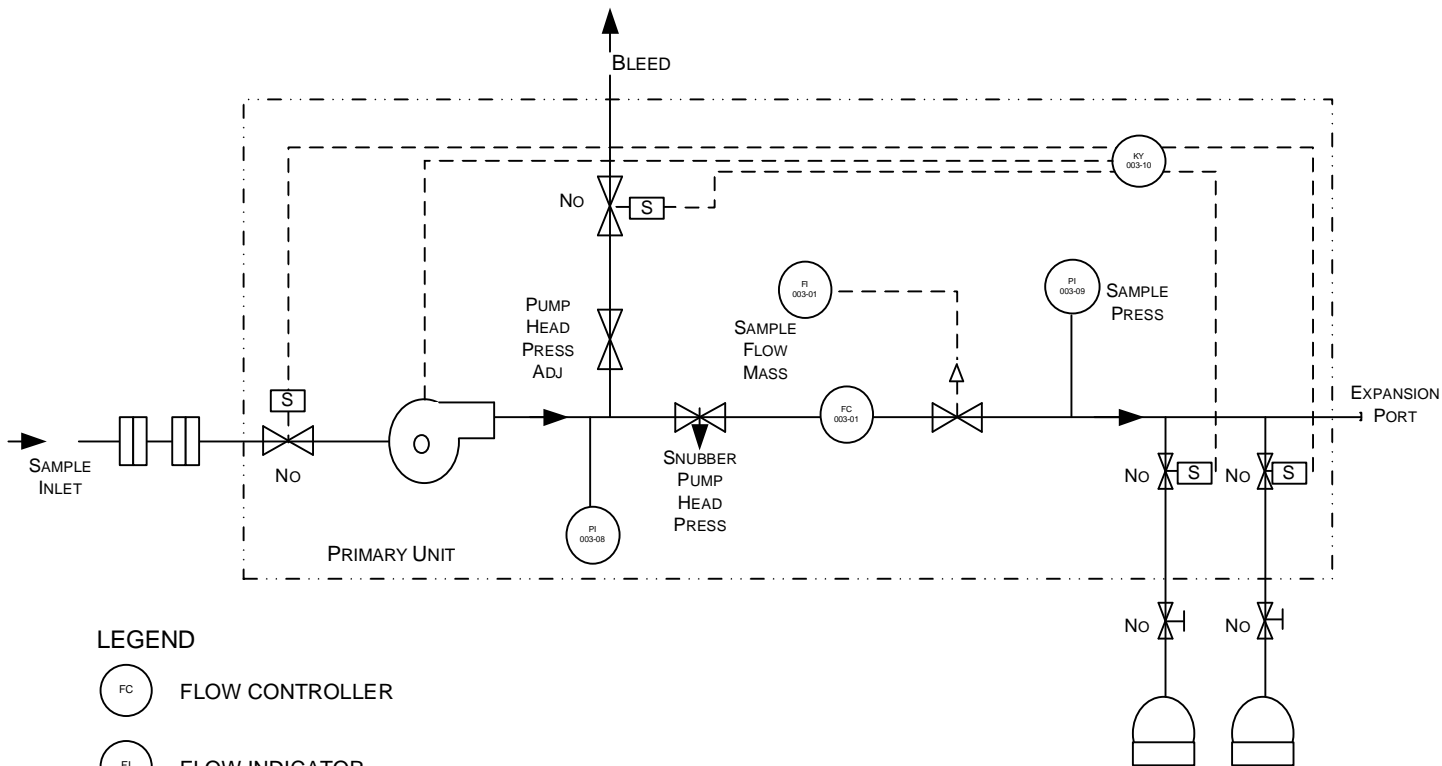 BLEED
KY
003-10
NO
S
FI
003-01
PI
003-09
SAMPLE
PRESS
PUMP
HEAD
PRESS
ADJ
SAMPLE
FLOW
MASS
S
EXPANSION
PORT
FC
003-01
SAMPLE
INLET
NO
SNUBBER
PUMP
HEAD
PRESS
NO
S
NO
S
PI
003-08
PRIMARY UNIT
NO
NO
LEGEND
FC
FLOW CONTROLLER
FI
FLOW INDICATOR